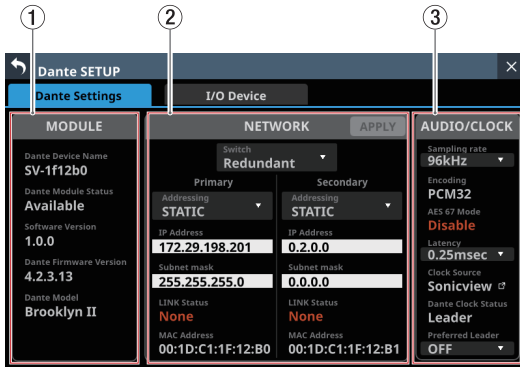 1
2
3
Dante SETUP
Dante Settings
I/O Device
MODULE
Dante Device Name
SV-1f12b0
Dante Module Status
Available
Software Version
1.0.0
Dante Firmware Version
4.2.3.13
Dante Model
Brooklyn II
NETWORK
APPLY
Switch
Redundant
Primary
Addressing
STATIC
IP Address
172.29.198.201
Subnet mask
255.255.255.0
LINK Status
None
MAC Address
00:1D:C1:1F:12:B0
Secondary
Addressing
STATIC
IP Address
0.2.0.0
Subnet mask
0.0.0.0
LINK Status
None
MAC Address
00:1D:C1:1F:12:B1
AUDIO/CLOCK
Sampling rate
96kHz
Encoding
PCM32
AES 67 Mode
Disable
Latency
0.25msec
Clock Source
Sonicview
Dante Clock Status
Leader
Preferred Leader
OFF